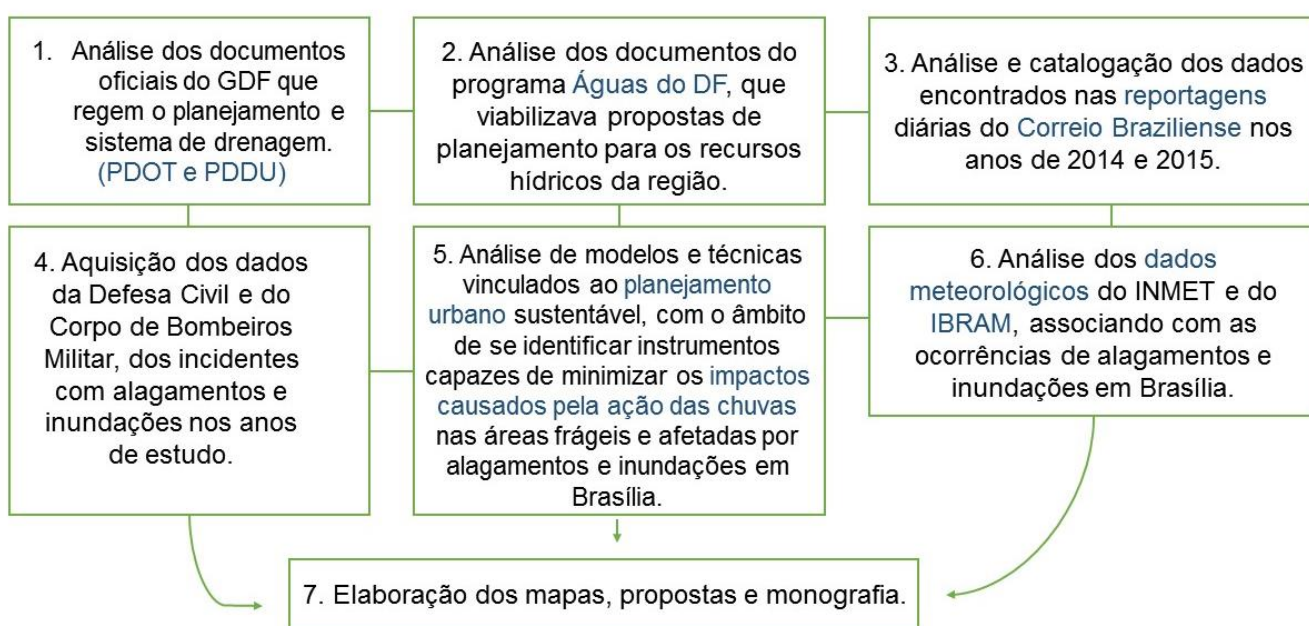 1. Análise dos documentos
oficiais do GDF que
regem o planejamento e
sistema de drenagem.
(PDOT e PDDU)
2. Análise dos documentos do
programa Águas do DF, que
viabilizava propostas de
planejamento para os recursos
hídricos da região.
3. Análise e catalogação dos dados
encontrados nas reportagens
diárias do Correio Braziliense nos
anos de 2014 e 2015.
4. Aquisição dos dados
da Defesa Civil e do
Corpo de Bombeiros
Militar, dos incidentes
com alagamentos e
inundações nos anos
de estudo.
5. Análise de modelos e técnicas
vinculados ao planejamento
urbano sustentável, com o âmbito
de se identificar instrumentos
capazes de minimizar os impactos
causados pela ação das chuvas
nas áreas frágeis e afetadas por
alagamentos e inundações em
Brasília.
6. Análise dos dados
meteorológicos do INMET e do
IBRAM, associando com as
ocorrências de alagamentos e
inundações em Brasília.
7. Elaboração dos mapas, propostas e monografia.